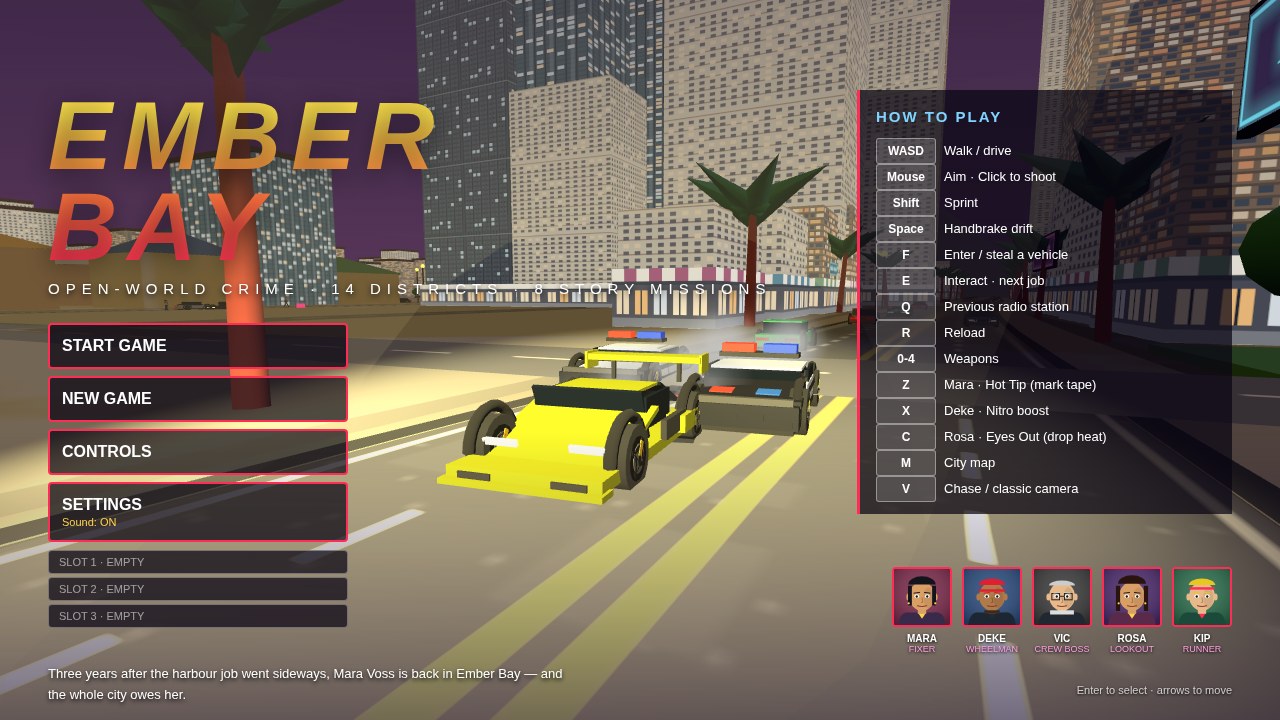 EMBER
BAY
OPEN-WORLD CRIME · 14 DISTRICTS · 8 STORY MISSIONS
START GAME
NEW GAME
CONTROLS
SETTINGS
Sound: ON
SLOT 1 · EMPTY
SLOT 2 · EMPTY
SLOT 3 · EMPTY
Three years after the harbour job went sideways, Mara Voss is back in Ember Bay — and
the whole city owes her.
HOW TO PLAY
WASD Walk / drive
Mouse Aim · Click to shoot
Shift Sprint
Space Handbrake drift
F Enter / steal a vehicle
E Interact · next job
Q Previous radio station
R Reload
0-4 Weapons
Z Mara · Hot Tip (mark tape)
X Deke · Nitro boost
C Rosa · Eyes Out (drop heat)
M City map
V Chase / classic camera
MARA DEKE VIC ROSA KIP
FIXER WHEELMAN CREW BOSS LOOKOUT RUNNER
Enter to select · arrows to move